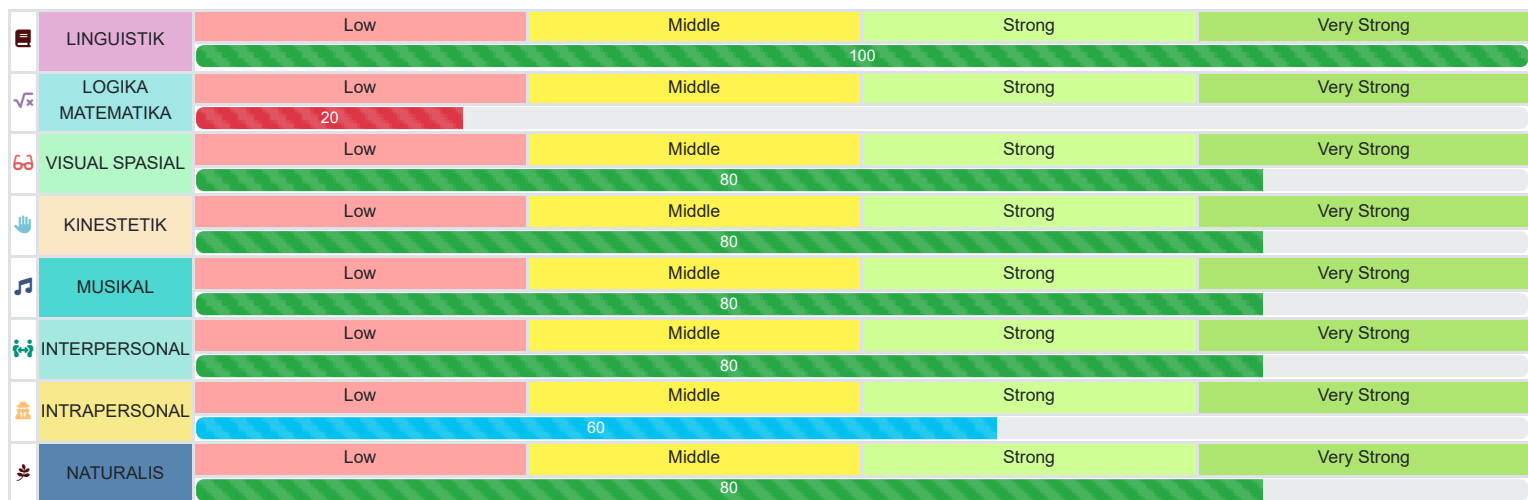 LINGUISTIK
Low Middle Strong Very Strong
100
LOGIKA
MATEMATIKA
Low Middle Strong Very Strong
20
VISUAL SPASIAL
Low Middle Strong Very Strong
80
KINESTETIK
Low Middle Strong Very Strong
80
MUSIKAL
Low Middle Strong Very Strong
80
INTERPERSONAL
Low Middle Strong Very Strong
80
INTRAPERSONAL
Low Middle Strong Very Strong
60
NATURALIS
Low Middle Strong Very Strong
80